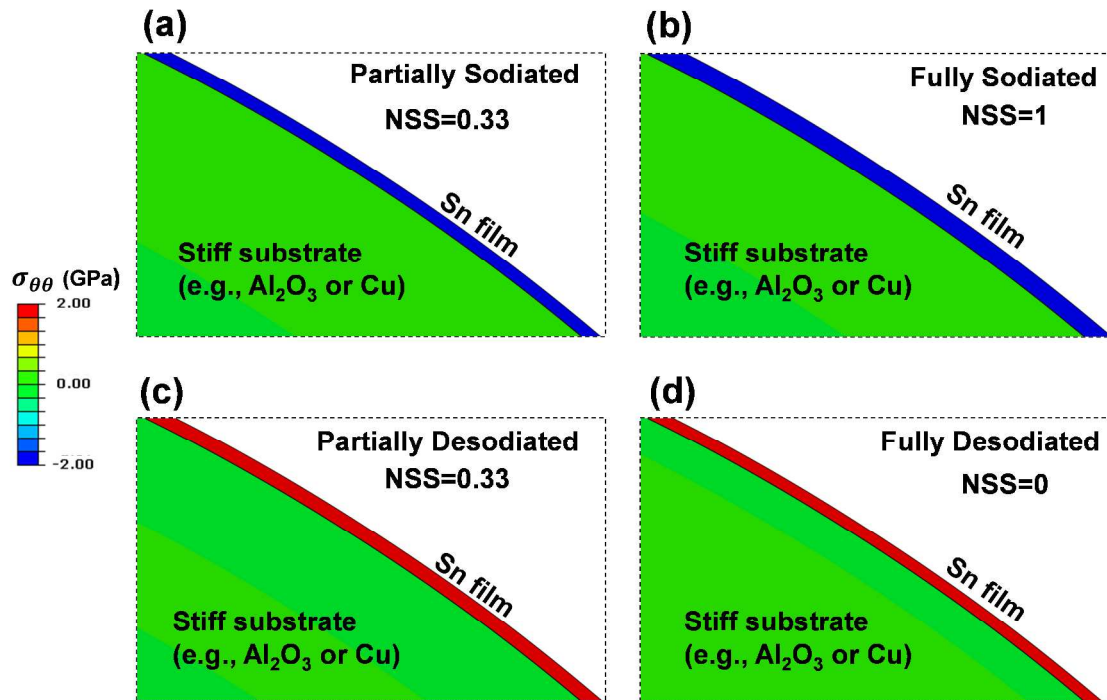 (a)
Partially Sodiated
NSS=0.33
Sn film
Stiff substrate
(e.g., Al₂O₃ or Cu)
(b)
Fully Sodiated
NSS=1
Sn film
Stiff substrate
(e.g., Al₂O₃ or Cu)
σθθ (GPa)
2.00
0.00
-2.00
(c)
Partially Desodiated
NSS=0.33
Sn film
Stiff substrate
(e.g., Al₂O₃ or Cu)
(d)
Fully Desodiated
NSS=0
Sn film
Stiff substrate
(e.g., Al₂O₃ or Cu)